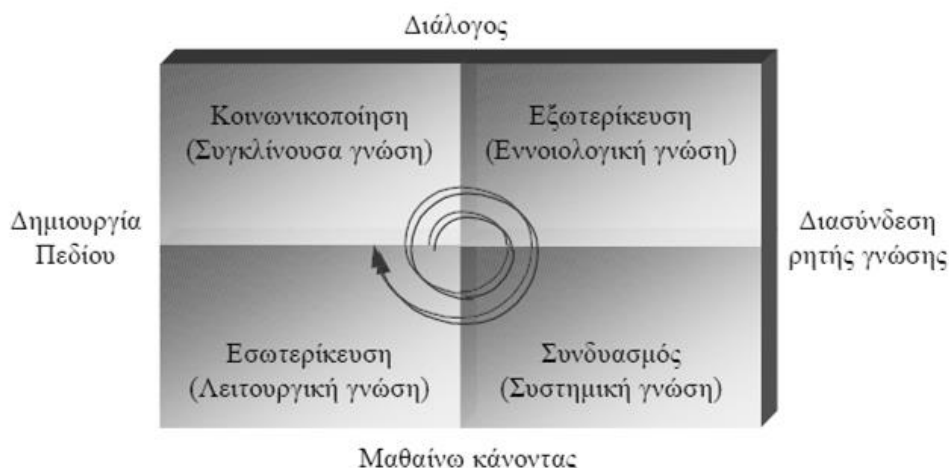 Διάλογος
Κοινωνικοποίηση
(Συγκλίνουσα γνώση)
Εξωτερίκευση
(Εννοιολογική γνώση)
Δημιουργία
Πεδίου
Διασύνδεση
ρητής γνώσης
Εσωτερίκευση
(Λειτουργική γνώση)
Συνδυασμός
(Συστημική γνώση)
Μαθαίνω κάνοντας